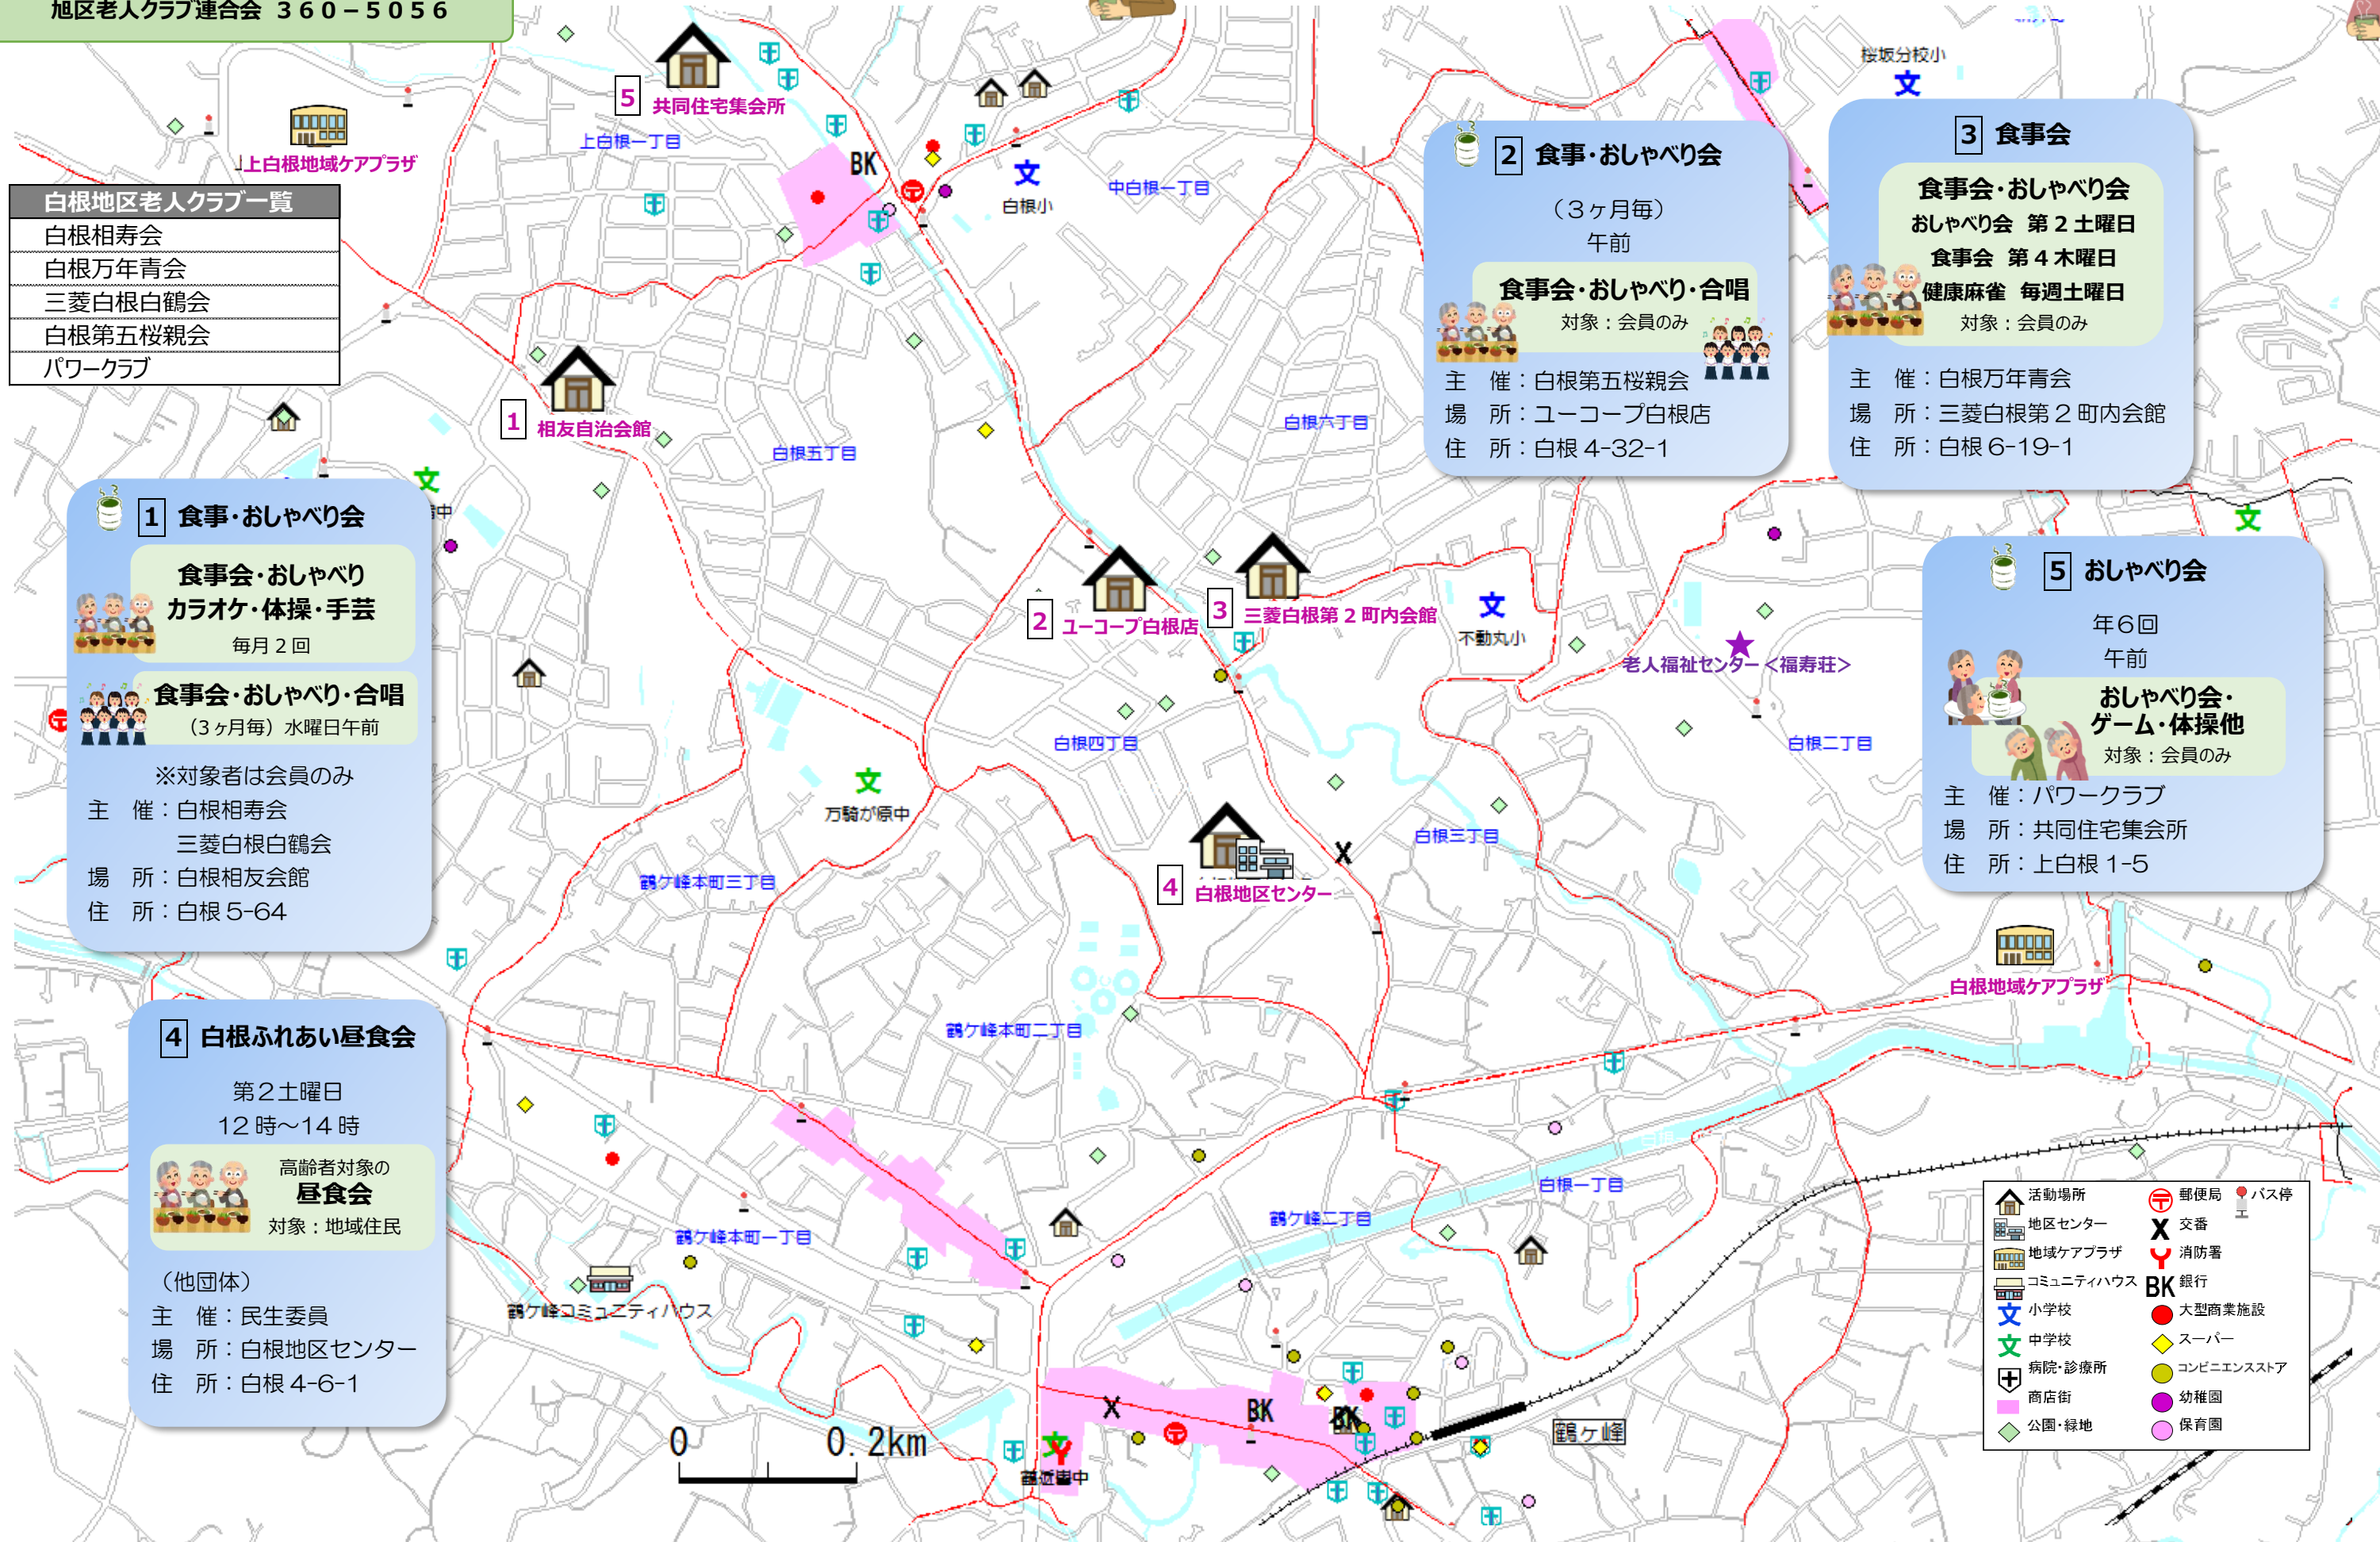 旭区老人クラブ連合会 ３６０－５０５６
上白根地域ケアプラザ
白根地区老人クラブ一覧
白根相寿会
白根万年青会
三菱白根白鶴会
白根第五桜親会
パワークラブ
5
共同住宅集会所
上白根一丁目
BK
白根小
中白根一丁目
桜坂分校小
1
相友自治会館
白根五丁目
白根六丁目
2
ユーコープ白根店
3
三菱白根第２町内会館
不動丸小
老人福祉センター＜福寿荘＞
白根二丁目
白根四丁目
万騎が原中
白根三丁目
4
白根地区センター
鶴ケ峰本町三丁目
鶴ケ峰本町二丁目
白根地域ケアプラザ
白根一丁目
鶴ケ峰二丁目
鶴ケ峰本町一丁目
鶴ケ峰コミュニティハウス
BK
BK
鶴ヶ峰
0 0.2km
2 食事・おしゃべり会
（３ヶ月毎）
午前
食事会・おしゃべり・合唱
対象：会員のみ
主　催：白根第五桜親会
場　所：ユーコープ白根店
住　所：白根 4-32-1
3 食事会
食事会・おしゃべり会
おしゃべり会 第２土曜日
食事会 第４木曜日
健康麻雀 毎週土曜日
対象：会員のみ
主　催：白根万年青会
場　所：三菱白根第２町内会館
住　所：白根 6-19-1
中
1 食事・おしゃべり会
食事会・おしゃべり
カラオケ・体操・手芸
毎月２回
食事会・おしゃべり・合唱
（３ヶ月毎）水曜日午前
※対象者は会員のみ
主　催：白根相寿会
三菱白根白鶴会
場　所：白根相友会館
住　所：白根 5-64
5 おしゃべり会
年６回
午前
おしゃべり会・
ゲーム・体操他
対象：会員のみ
主　催：パワークラブ
場　所：共同住宅集会所
住　所：上白根 1-5
4 白根ふれあい昼食会
第２土曜日
12 時～14 時
高齢者対象の
昼食会
対象：地域住民
（他団体）
主　催：民生委員
場　所：白根地区センター
住　所：白根 4-6-1
活動場所
地区センター
地域ケアプラザ
コミュニティハウス
文 小学校
文 中学校
病院・診療所
商店街
公園・緑地
郵便局
バス停
交番
消防署
BK 銀行
大型商業施設
スーパー
コンビニエンスストア
幼稚園
保育園